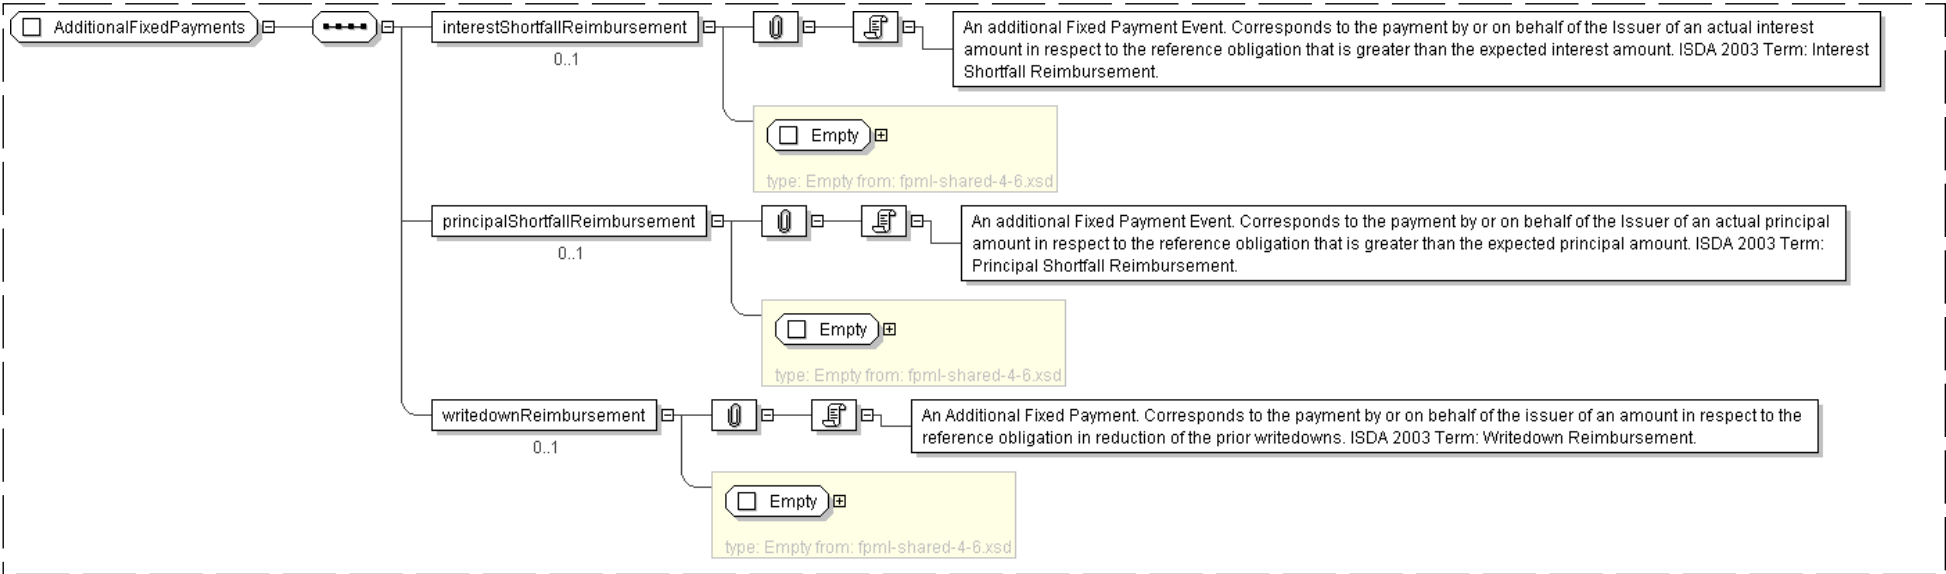 AdditionalFixedPayments
interestShortfallReimbursement
0..1
An additional Fixed Payment Event. Corresponds to the payment by or on behalf of the Issuer of an actual interest
amount in respect to the reference obligation that is greater than the expected interest amount. ISDA 2003 Term: Interest
Shortfall Reimbursement.
Empty
type: Empty from: fpml-shared-4-6.xsd
principalShortfallReimbursement
0..1
An additional Fixed Payment Event. Corresponds to the payment by or on behalf of the Issuer of an actual principal
amount in respect to the reference obligation that is greater than the expected principal amount. ISDA 2003 Term:
Principal Shortfall Reimbursement.
Empty
type: Empty from: fpml-shared-4-6.xsd
writedownReimbursement
0..1
An Additional Fixed Payment. Corresponds to the payment by or on behalf of the issuer of an amount in respect to the
reference obligation in reduction of the prior writedowns. ISDA 2003 Term: Writedown Reimbursement.
Empty
type: Empty from: fpml-shared-4-6.xsd